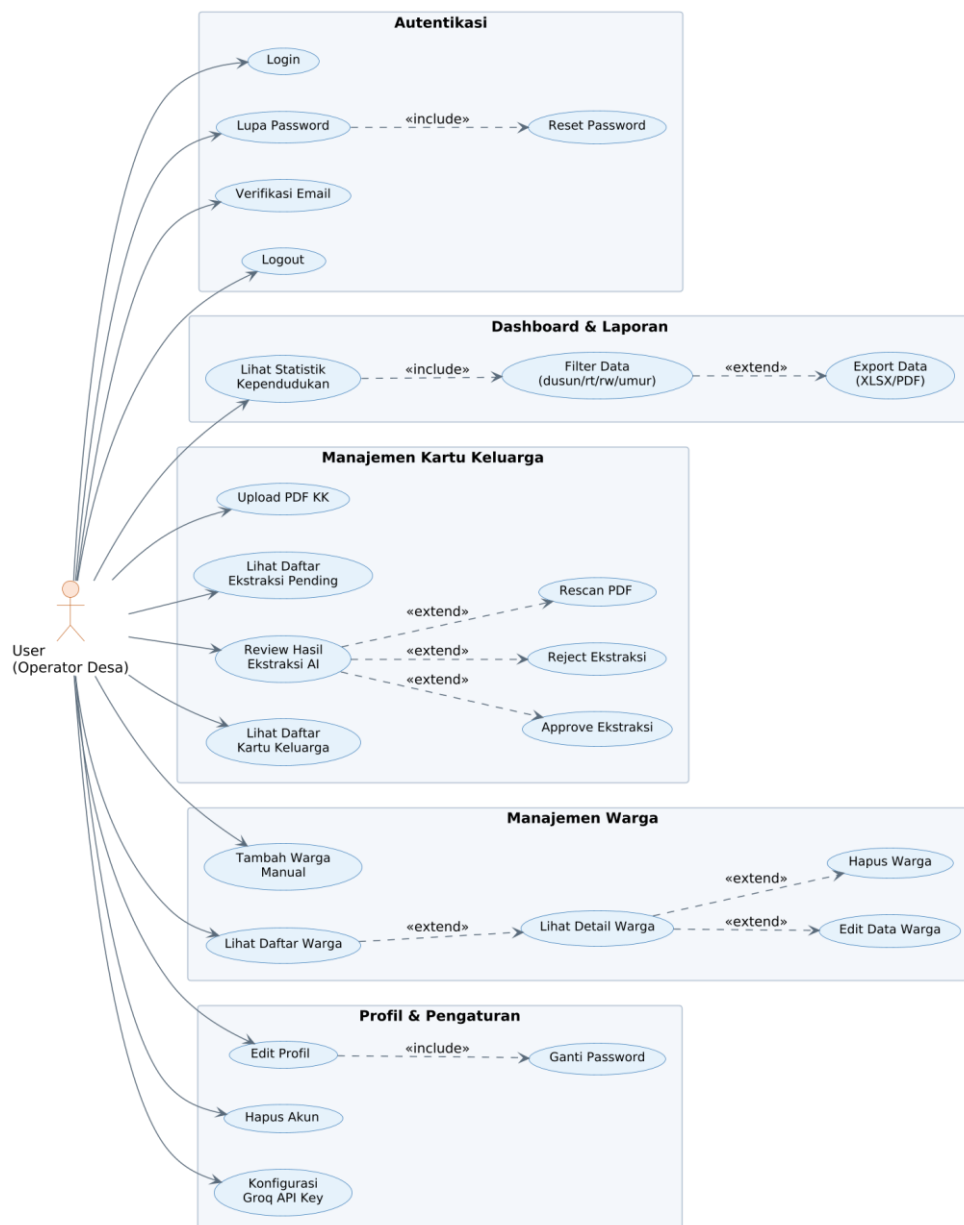 Autentikasi
Login
Lupa Password
«include»
Reset Password
Verifikasi Email
Logout
Dashboard & Laporan
Lihat Statistik
Kependudukan
«include»
Filter Data
(dusun/rt/rw/umur)
«extend»
Export Data
(XLSX/PDF)
Manajemen Kartu Keluarga
Upload PDF KK
Lihat Daftar
Ekstraksi Pending
Review Hasil
Ekstraksi AI
«extend»
Rescan PDF
«extend»
Reject Ekstraksi
«extend»
Approve Ekstraksi
Lihat Daftar
Kartu Keluarga
User
(Operator Desa)
Manajemen Warga
Tambah Warga
Manual
Lihat Daftar Warga
«extend»
Lihat Detail Warga
«extend»
Hapus Warga
«extend»
Edit Data Warga
Profil & Pengaturan
Edit Profil
«include»
Ganti Password
Hapus Akun
Konfigurasi
Groq API Key